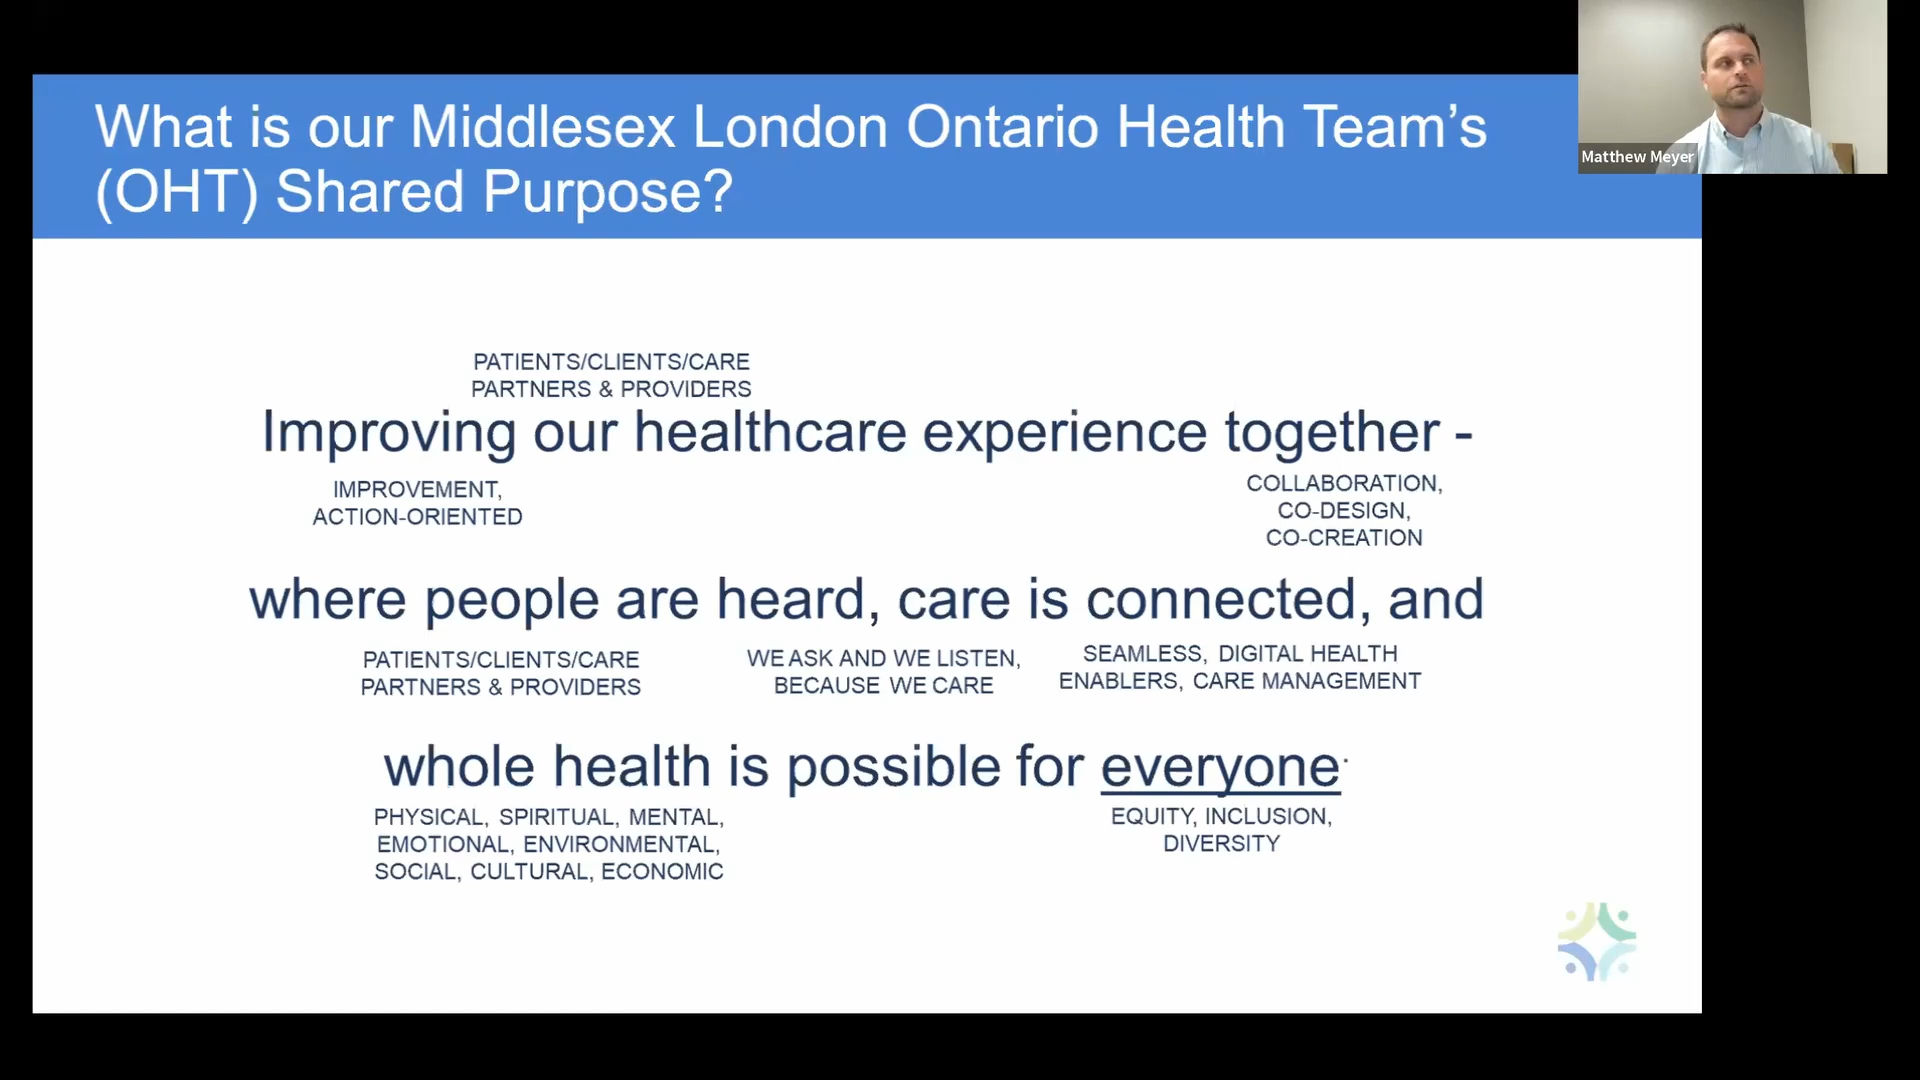 What is our Middlesex London Ontario Health Team's
(OHT) Shared Purpose?
Matthew Meyer
PATIENTS/CLIENTS/CARE
PARTNERS & PROVIDERS
Improving our healthcare experience together -
IMPROVEMENT,
ACTION-ORIENTED
COLLABORATION,
CO-DESIGN,
CO-CREATION
where people are heard, care is connected, and
PATIENTS/CLIENTS/CARE
PARTNERS & PROVIDERS
WE ASK AND WE LISTEN,
BECAUSE WE CARE
SEAMLESS, DIGITAL HEALTH
ENABLERS, CARE MANAGEMENT
whole health is possible for everyone.
PHYSICAL, SPIRITUAL, MENTAL,
EMOTIONAL, ENVIRONMENTAL,
SOCIAL, CULTURAL, ECONOMIC
EQUITY, INCLUSION,
DIVERSITY